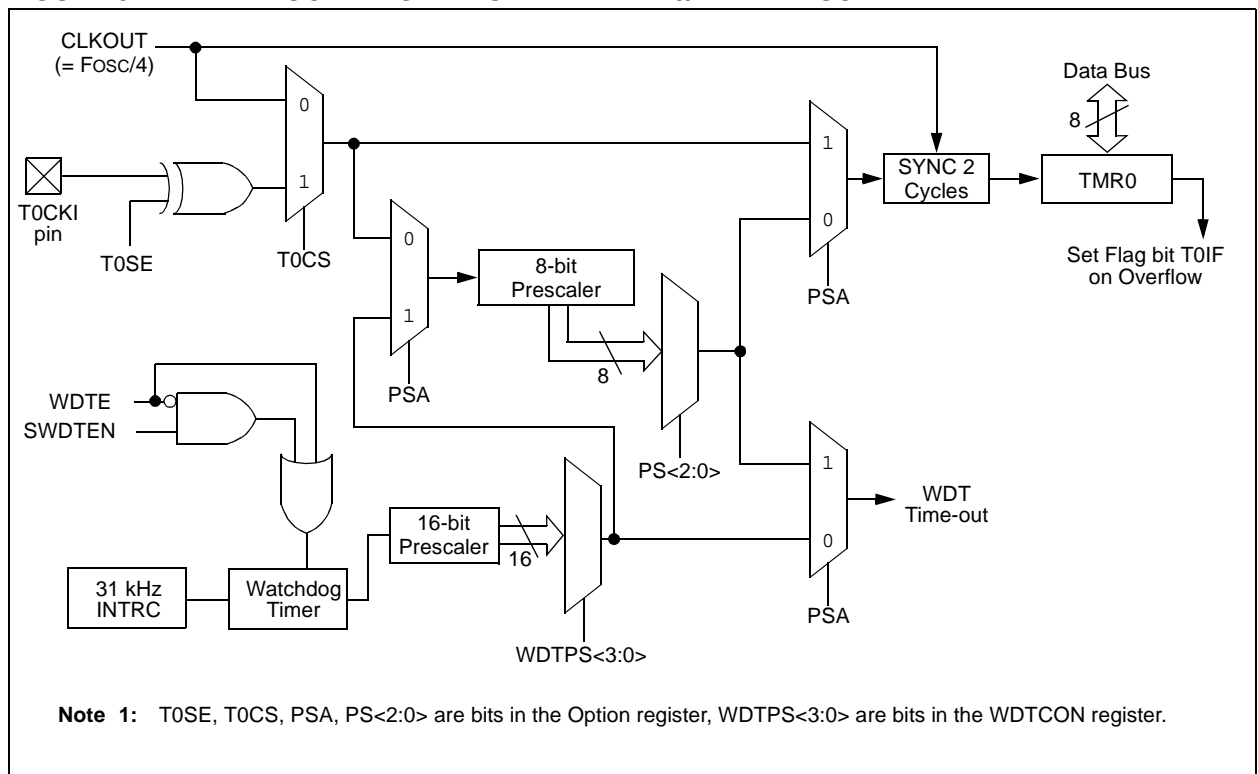 CLKOUT
(= FOSC/4)
Data Bus
8
0
1
1
0
SYNC 2
Cycles
TMR0
T0CKI
pin
T0SE
T0CS
0
1
8-bit
Prescaler
8
PSA
Set Flag bit T0IF
on Overflow
PSA
WDTE
SWDTEN
PS<2:0>
1
0
WDT
Time-out
16-bit
Prescaler
16
31 kHz
INTRC
Watchdog
Timer
PSA
WDTPS<3:0>
Note 1: T0SE, T0CS, PSA, PS<2:0> are bits in the Option register, WDTPS<3:0> are bits in the WDTCON register.